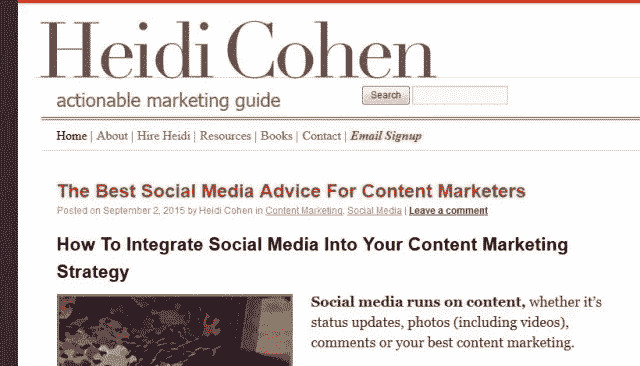 Heidi Cohen
actionable marketing guide
Search
Home | About | Hire Heidi | Resources | Books | Contact | Email Signup
The Best Social Media Advice For Content Marketers
Posted on September 2, 2015 by Heidi Cohen in Content Marketing, Social Media | Leave a comment
How To Integrate Social Media Into Your Content Marketing
Strategy
Social media runs on content, whether it's
status updates, photos (including videos),
comments or your best content marketing.